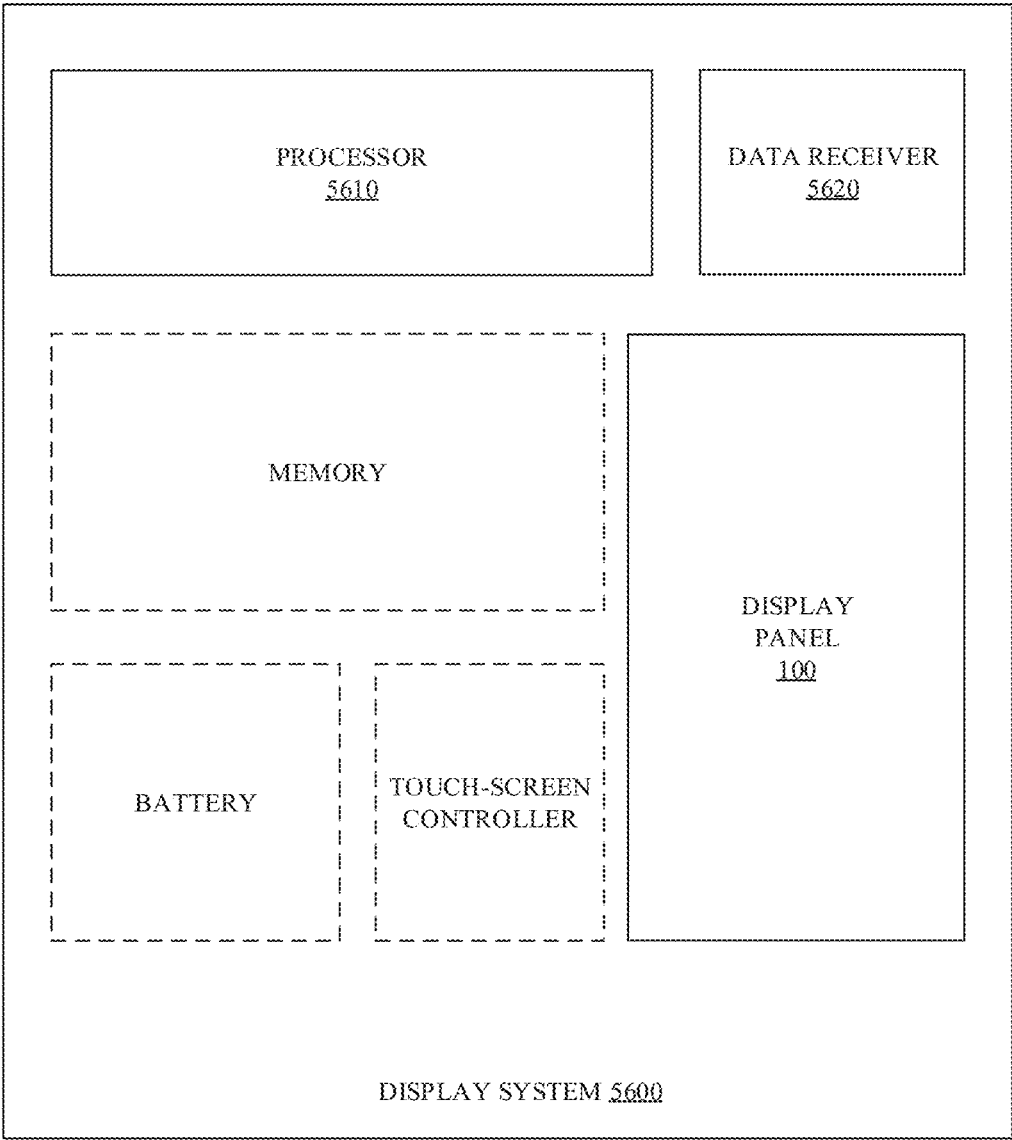 PROCESSOR
5610
DATA RECEIVER
5620
MEMORY
DISPLAY
PANEL
100
BATTERY
TOUCH-SCREEN
CONTROLLER
DISPLAY SYSTEM 5600